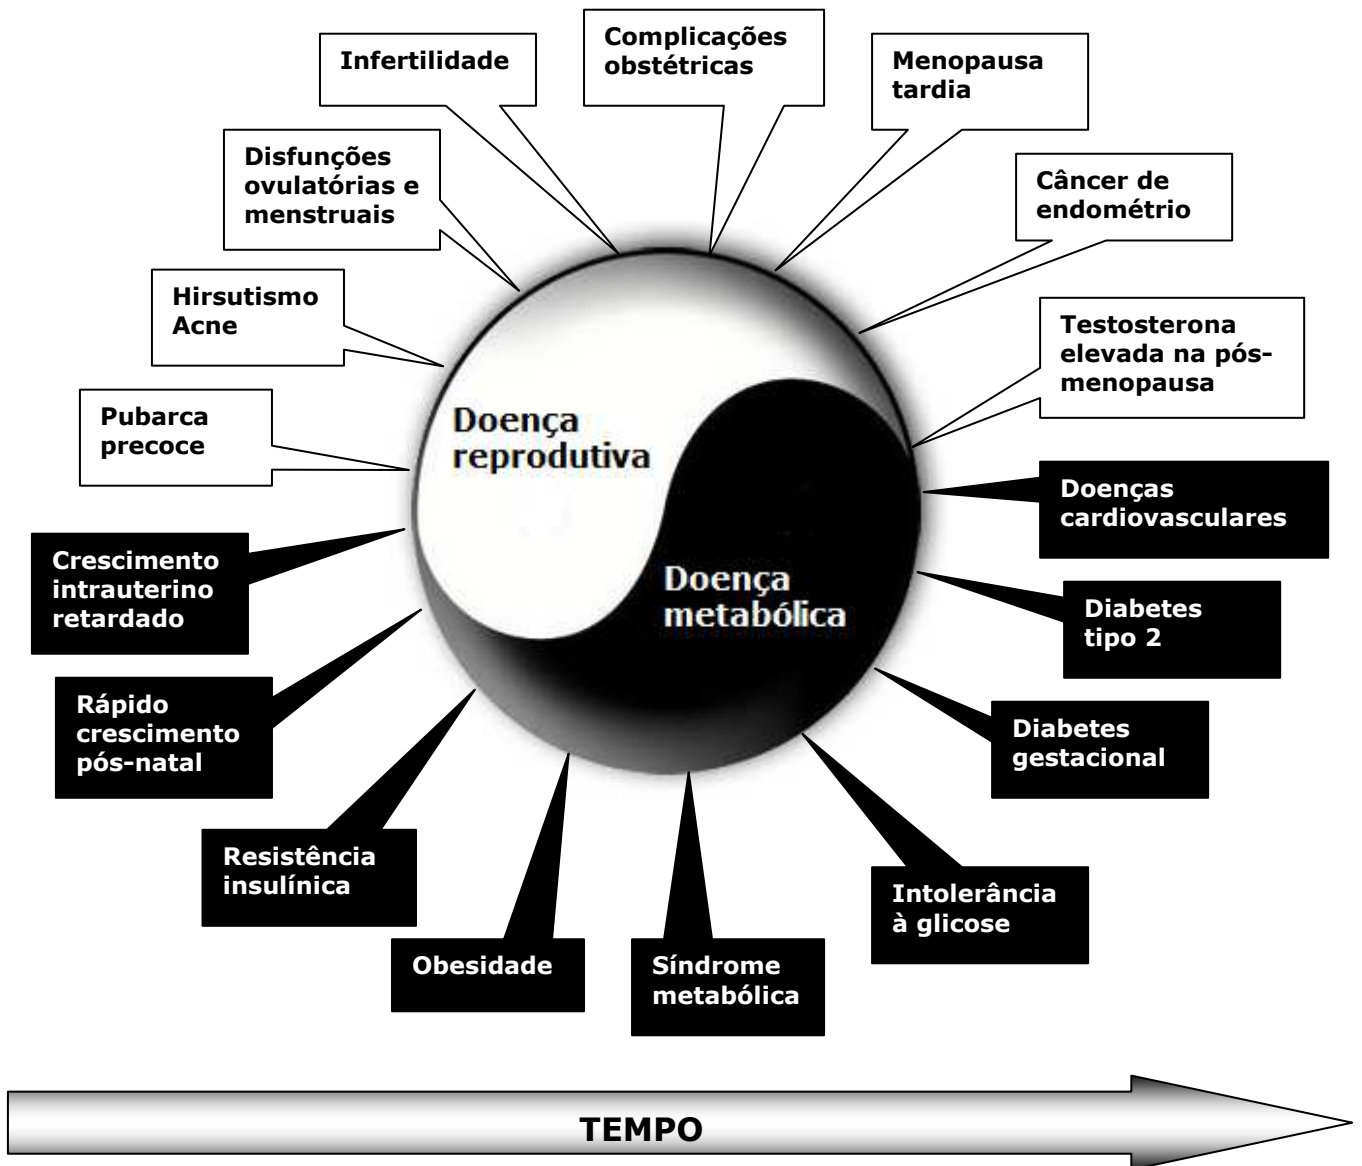 Infertilidade
Complicações
obstétricas
Menopausa
tardia
Disfunções
ovulatórias e
menstruais
Câncer de
endométrio
Hirsutismo
Acne
Testosterona
elevada na pós-
menopausa
Pubarca
precoce
Doença
reprodutiva
Doenças
cardiovasculares
Crescimento
intrauterino
retardado
Doença
metabólica
Diabetes
tipo 2
Rápido
crescimento
pós-natal
Diabetes
gestacional
Resistência
insulínica
Intolerância
à glicose
Obesidade
Síndrome
metabólica
TEMPO